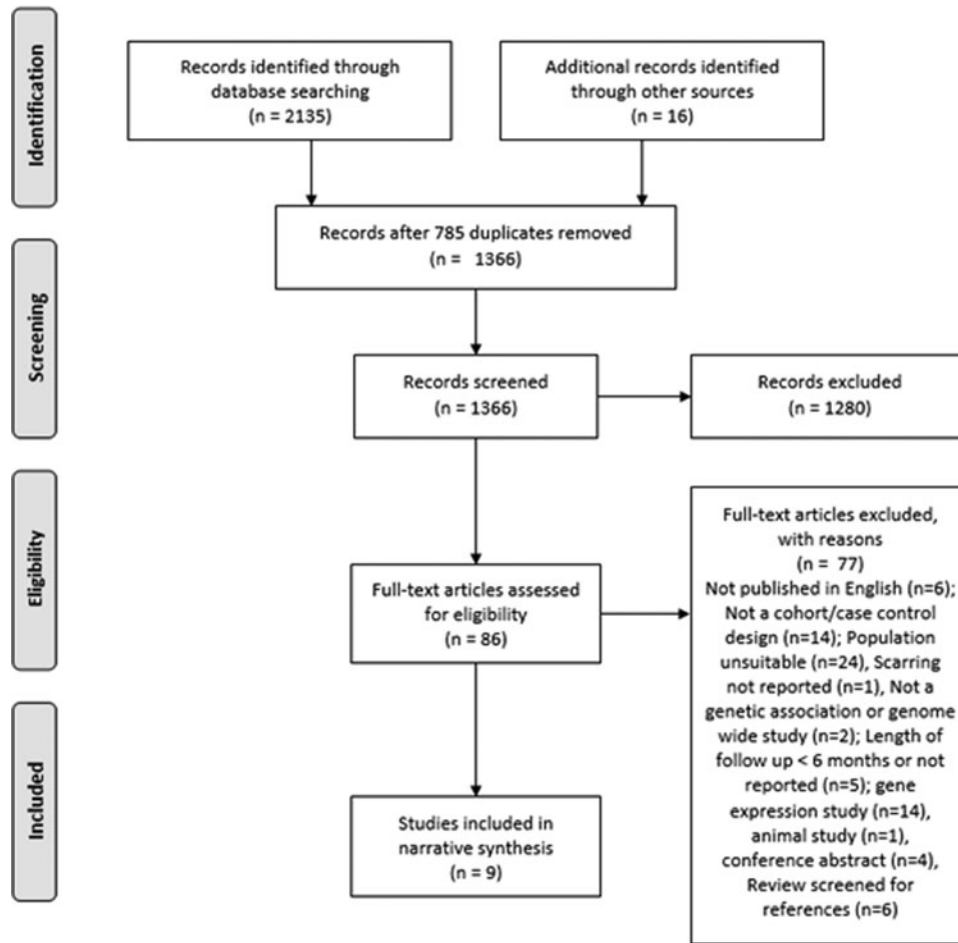 Identification
Records identified through
database searching
(n = 2135)
Additional records identified
through other sources
(n = 16)
Records after 785 duplicates removed
(n = 1366)
Screening
Records screened
(n = 1366)
Records excluded
(n = 1280)
Eligibility
Full-text articles assessed
for eligibility
(n = 86)
Full-text articles excluded,
with reasons
(n = 77)
Not published in English (n=6);
Not a cohort/case control
design (n=14); Population
unsuitable (n=24), Scarring
not reported (n=1), Not a
genetic association or genome
wide study (n=2); Length of
follow up < 6 months or not
reported (n=5); gene
expression study (n=14),
animal study (n=1),
conference abstract (n=4),
Review screened for
references (n=6)
Included
Studies included in
narrative synthesis
(n = 9)